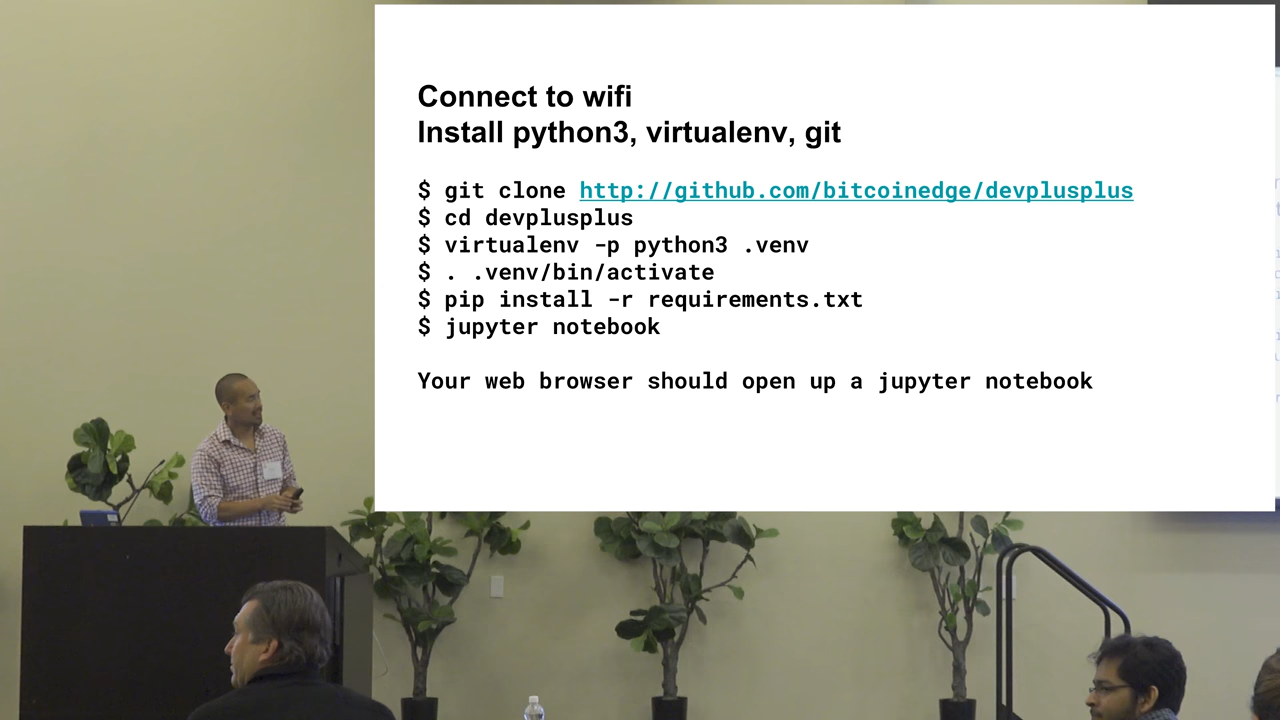 Connect to wifi
Install python3, virtualenv, git
$ git clone http://github.com/bitcoinedge/devplusplus
$ cd devplusplus
$ virtualenv -p python3 .venv
$ . .venv/bin/activate
$ pip install -r requirements.txt
$ jupyter notebook
Your web browser should open up a jupyter notebook